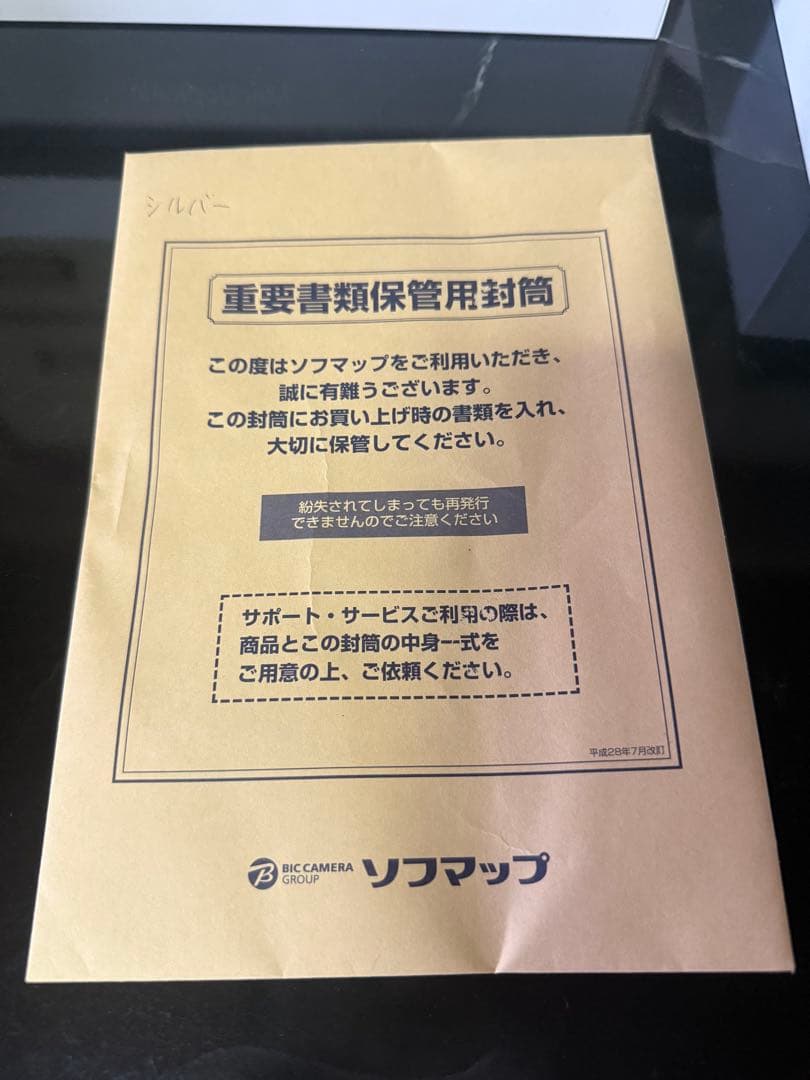 シルバー
重要書類保管用封筒
この度はソフマップをご利用いただき、
誠に有難うございます。
この封筒にお買い上げ時の書類を入れ、
大切に保管してください。
紛失されてしまっても再発行
できませんのでご注意ください
サポート・サービスご利用の際は、
商品とこの封筒の中身一式を
ご用意の上、ご依頼ください。
平成28年7月改訂
BIC CAMERA
GROUP
ソフマップ